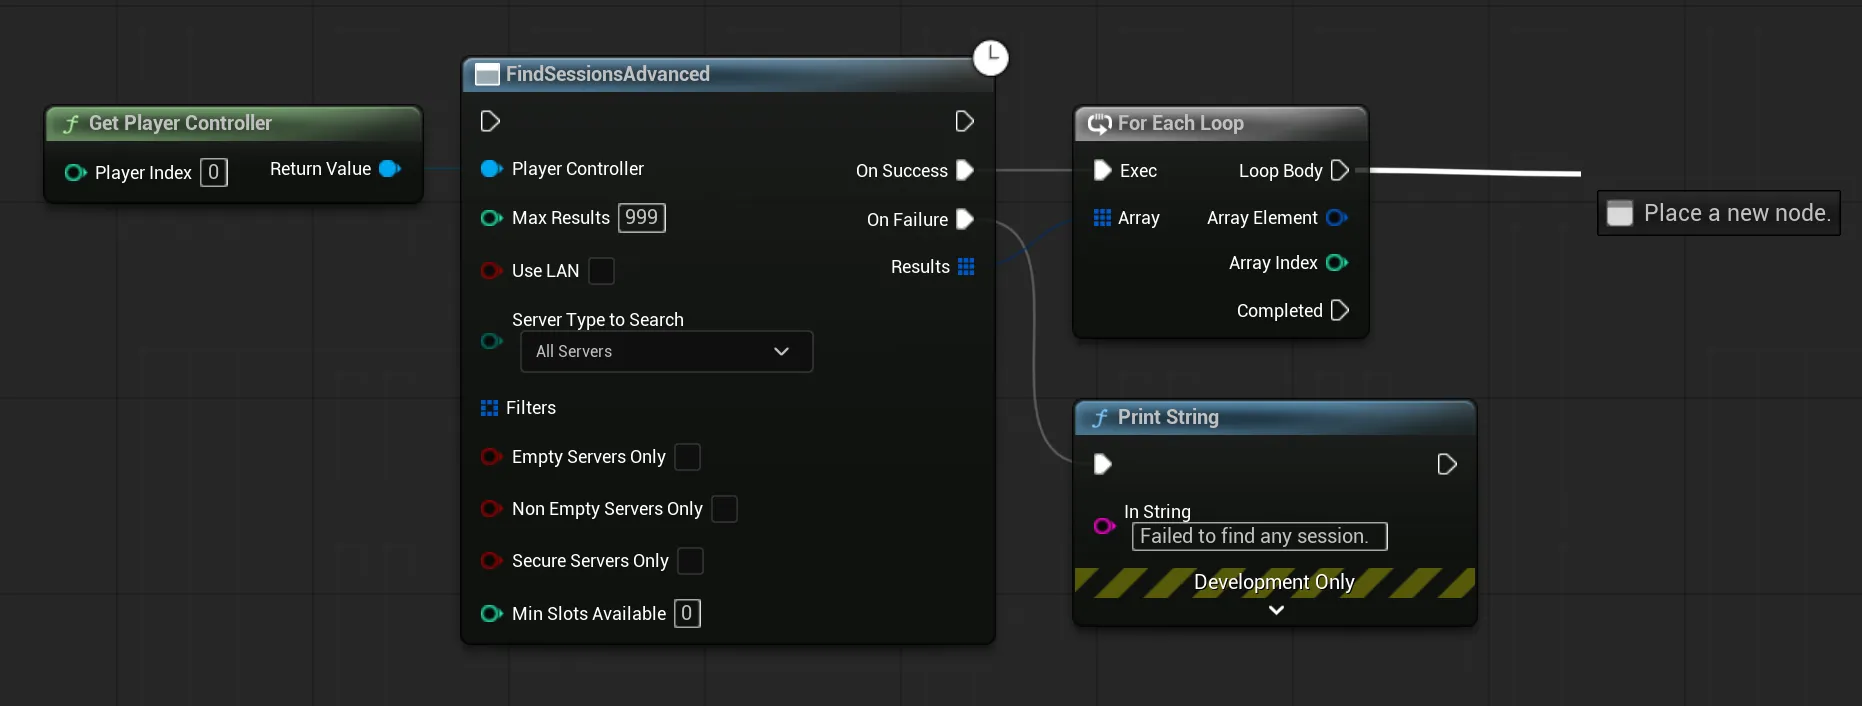 Get Player Controller
Player Index 0
Return Value
FindSessionsAdvanced
Player Controller
Max Results 999
Use LAN
Server Type to Search
All Servers
Filters
Empty Servers Only
Non Empty Servers Only
Secure Servers Only
Min Slots Available 0
On Success
On Failure
Results
For Each Loop
Exec
Loop Body
Array
Array Element
Array Index
Completed
Place a new node.
Print String
In String
Failed to find any session.
Development Only